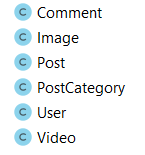 C Comment
C Image
C Post
C PostCategory
C User
C Video